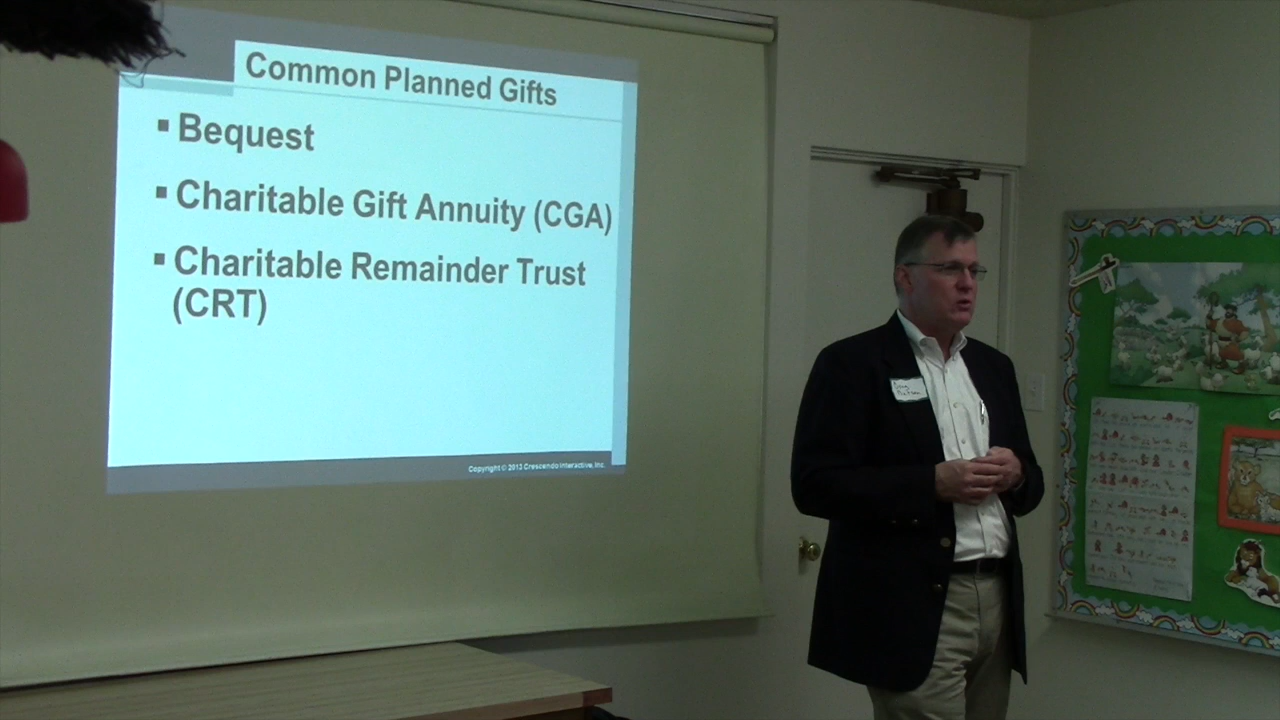 Common Planned Gifts
▪ Bequest
▪ Charitable Gift Annuity (CGA)
▪ Charitable Remainder Trust
(CRT)
Copyright © 2013 Crescendo Interactive, Inc.